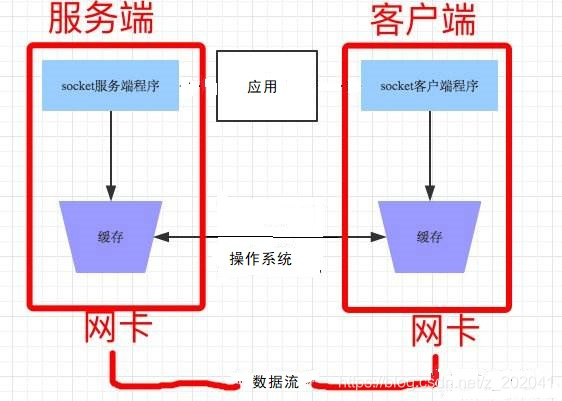 服务端
客户端
socket服务端程序
应用
socket客户端程序
缓存
缓存
操作系统
网卡
网卡
数据流
https://blog.csdn.net/z_202041